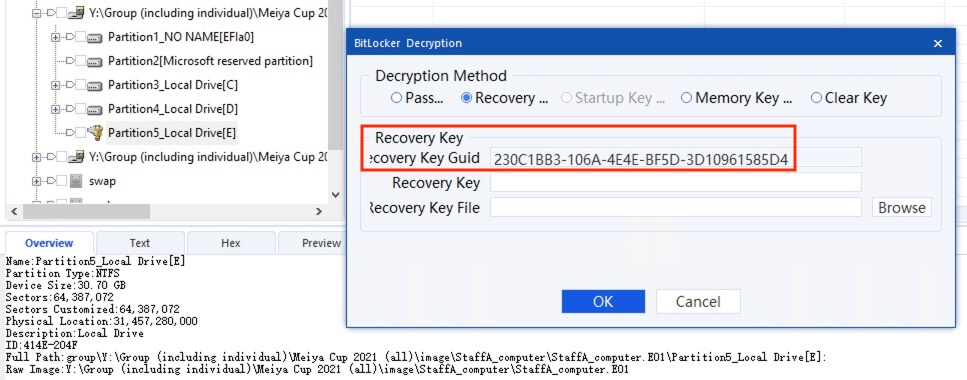 Y:\Group (including individual)\Meiya Cup 20
Partition1_NO NAME[EFIa0]
Partition2[Microsoft reserved partition]
Partition3_Local Drive[C]
Partition4_Local Drive[D]
Partition5_Local Drive[E]
Y:\Group (including individual)\Meiya Cup 20
swap
BitLocker Decryption
Decryption Method
Pass...
Recovery ...
Startup Key ...
Memory Key ...
Clear Key
Recovery Key
ecovery Key Guid
230C1BB3-106A-4E4E-BF5D-3D10961585D4
Recovery Key
Recovery Key File
Browse
OK
Cancel
Overview
Text
Hex
Preview
Name:Partition5_Local Drive[E]
Partition Type:NTFS
Device Size:30.70 GB
Sectors:64,387,072
Sectors Customized:64,387,072
Physical Location:31,457,280,000
Description:Local Drive
ID:414E-204F
Full Path:group\Y:\Group (including individual)\Meiya Cup 2021 (all)\image\StaffA_computer\StaffA_computer.E01\Partition5_Local Drive[E]:
Raw Image:Y:\Group (including individual)\Meiya Cup 2021 (all)\image\StaffA_computer\StaffA_computer.E01